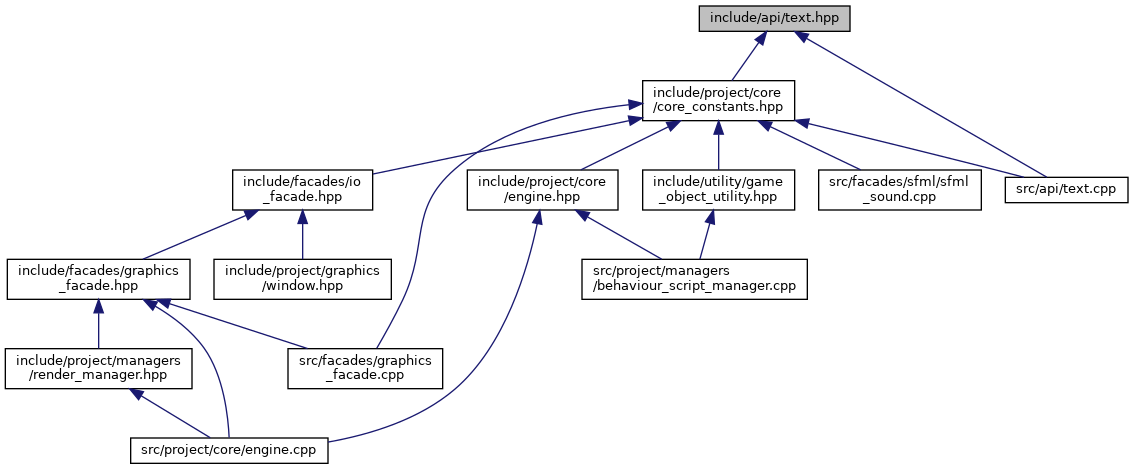 include/api/text.hpp
include/project/core
/core_constants.hpp
include/facades/io
_facade.hpp
include/project/core
/engine.hpp
include/utility/game
_object_utility.hpp
src/facades/sfml/sfml
_sound.cpp
src/api/text.cpp
include/facades/graphics
_facade.hpp
include/project/graphics
/window.hpp
src/project/managers
/behaviour_script_manager.cpp
include/project/managers
/render_manager.hpp
src/facades/graphics
_facade.cpp
src/project/core/engine.cpp